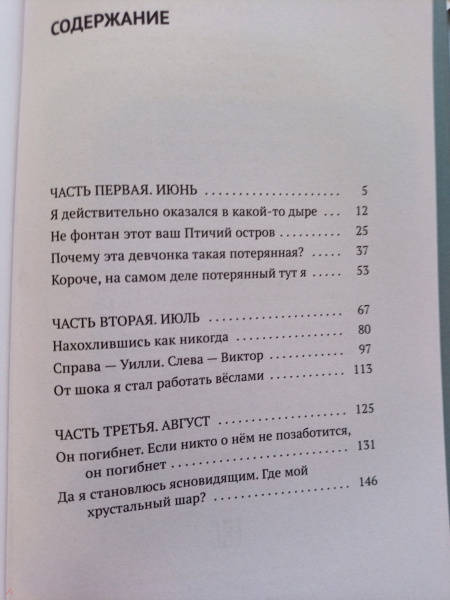 СОДЕРЖАНИЕ
ЧАСТЬ ПЕРВАЯ. ИЮНЬ ..................... 5
Я действительно оказался в какой-то дыре ... 12
Не фонтан этот ваш Птичий остров ......... 25
Почему эта девчонка такая потерянная? .... 37
Короче, на самом деле потерянный тут я .... 53
ЧАСТЬ ВТОРАЯ. ИЮЛЬ ..................... 67
Нахохлившись как никогда ................ 80
Справа — Уилли. Слева — Виктор ........... 97
От шока я стал работать вёслами ........... 113
ЧАСТЬ ТРЕТЬЯ. АВГУСТ ................... 125
Он погибнет. Если никто о нём не позаботится,
он погибнет ........................ 131
Да я становлюсь ясновидящим. Где мой
хрустальный шар? ................... 146